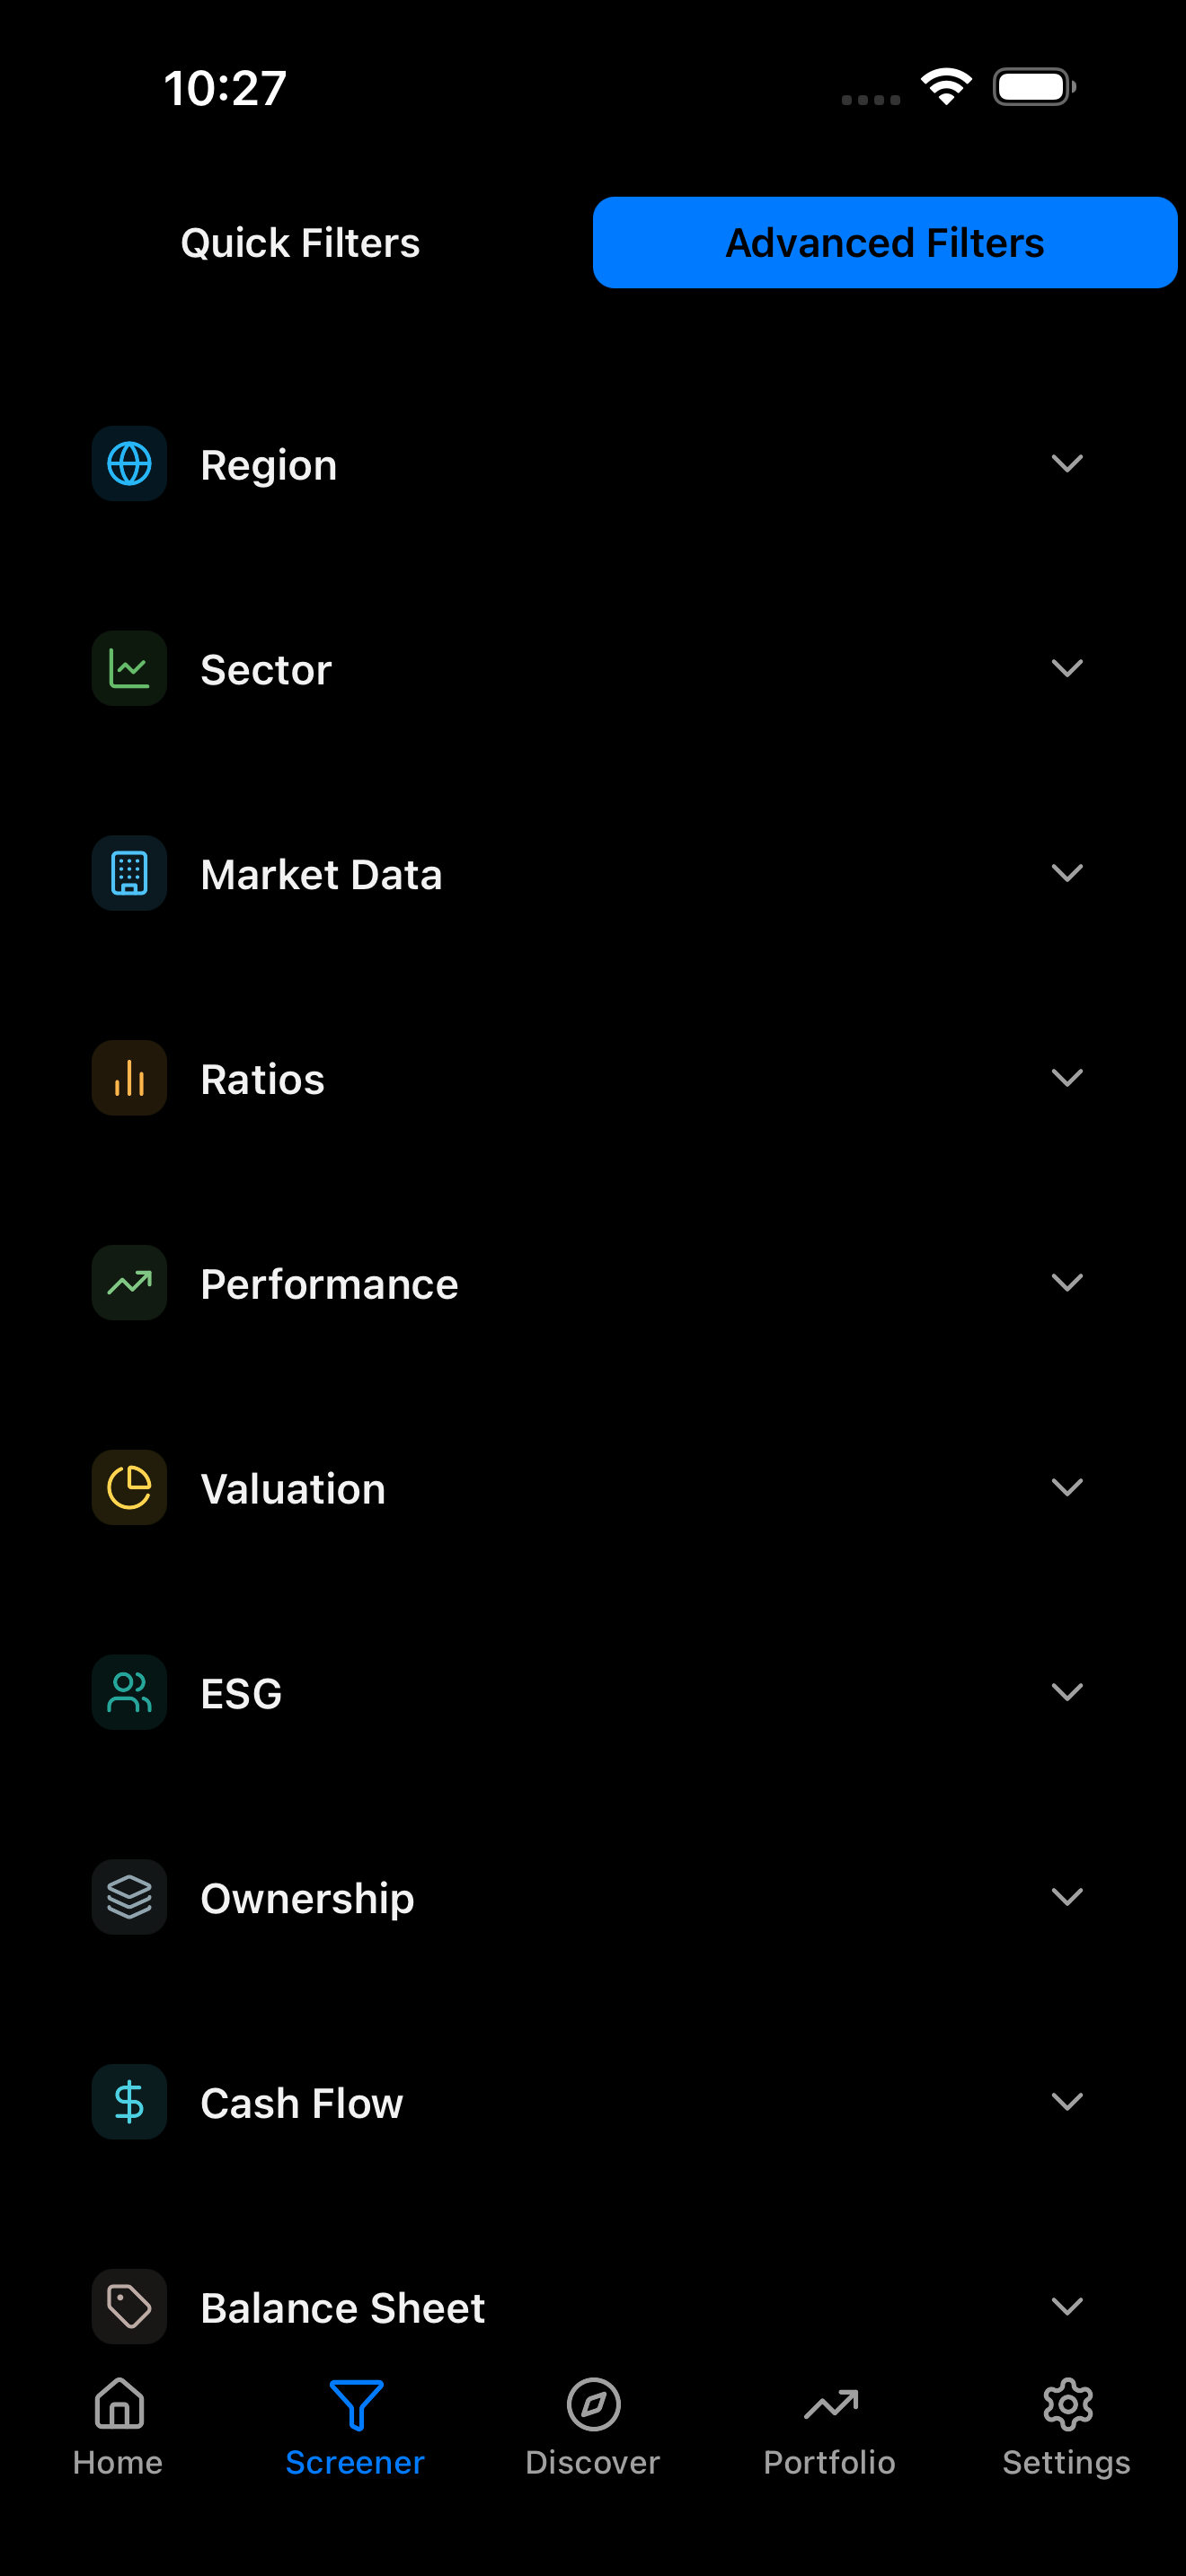 10:27
Quick Filters
Advanced Filters
Region
Sector
Market Data
Ratios
Performance
Valuation
ESG
Ownership
Cash Flow
Balance Sheet
Home
Screener
Discover
Portfolio
Settings